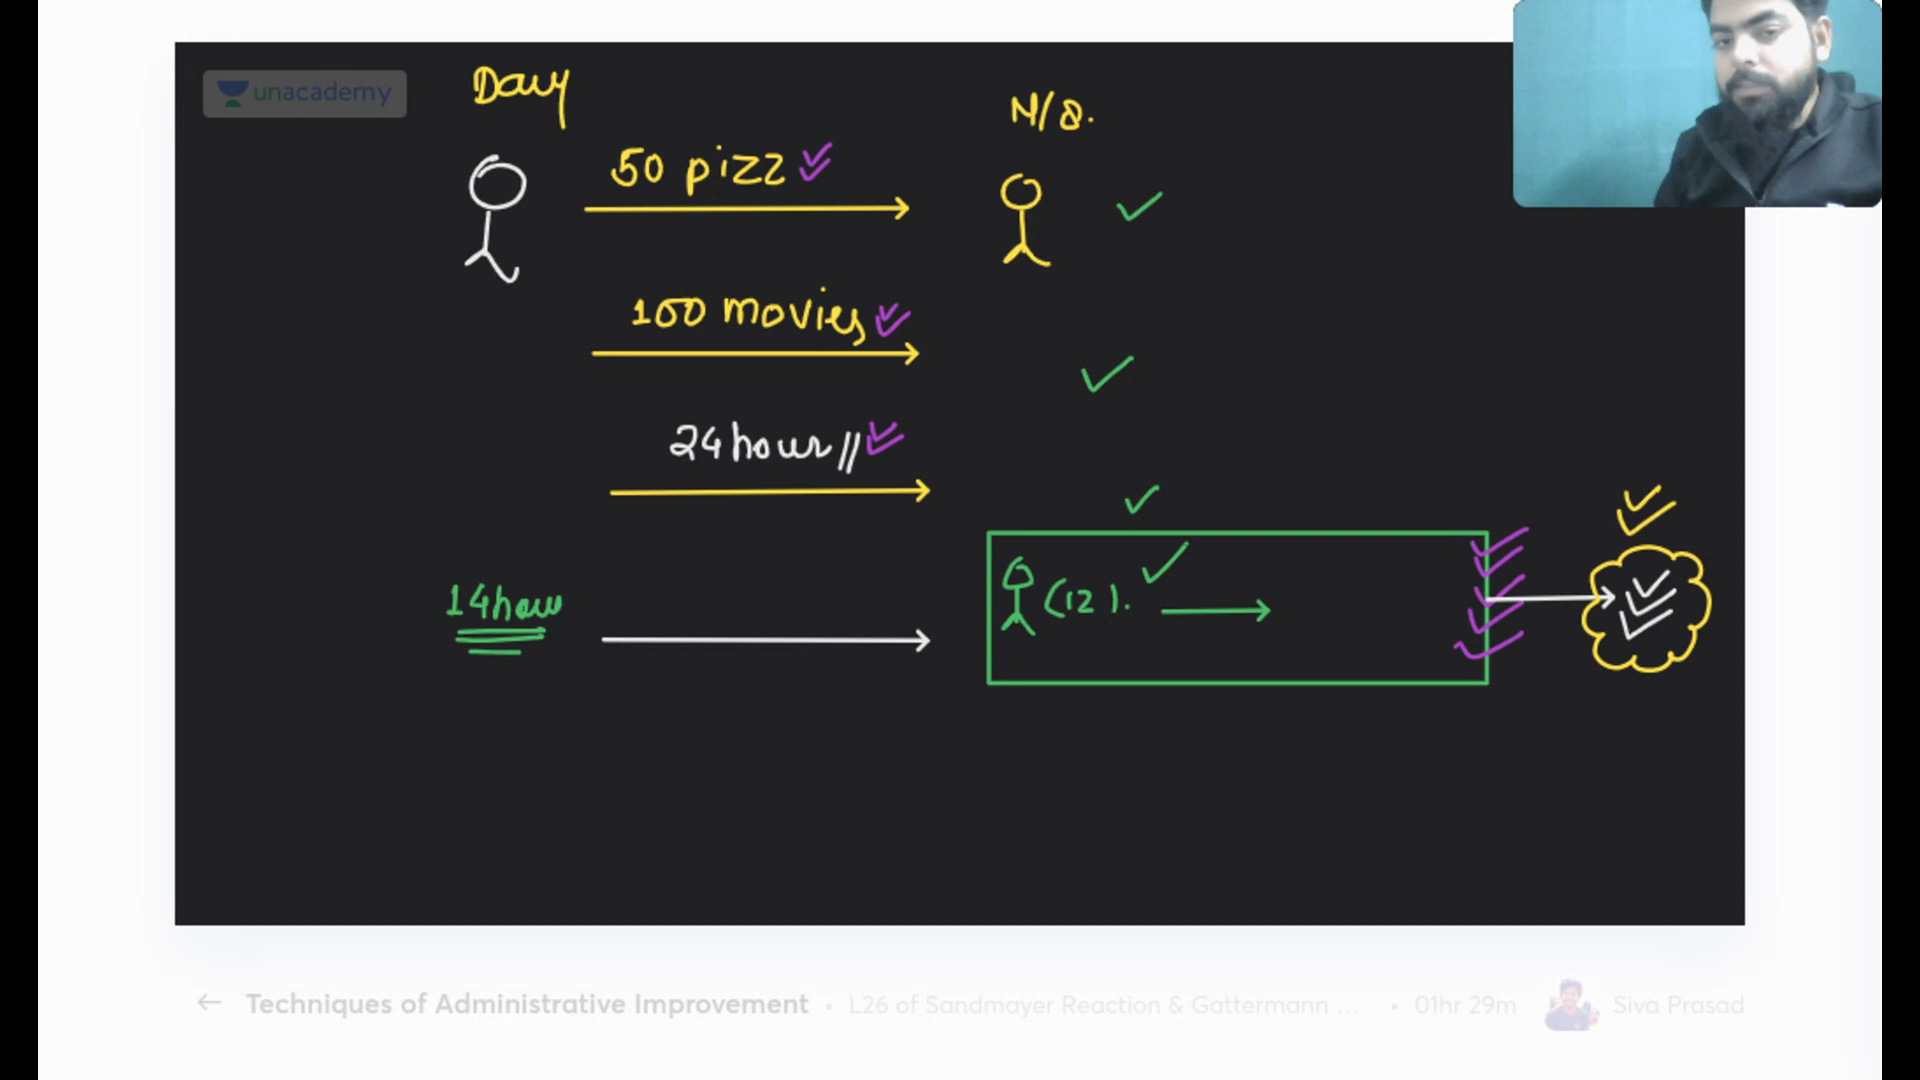 unacademy
Day
N/8.
50 pizz
100 movies
24 hour //
14 hour
(12).
Techniques of Administrative Improvement • L26 of Sandmayer Reaction & Gattermann ... • 01hr 29m Siva Prasad